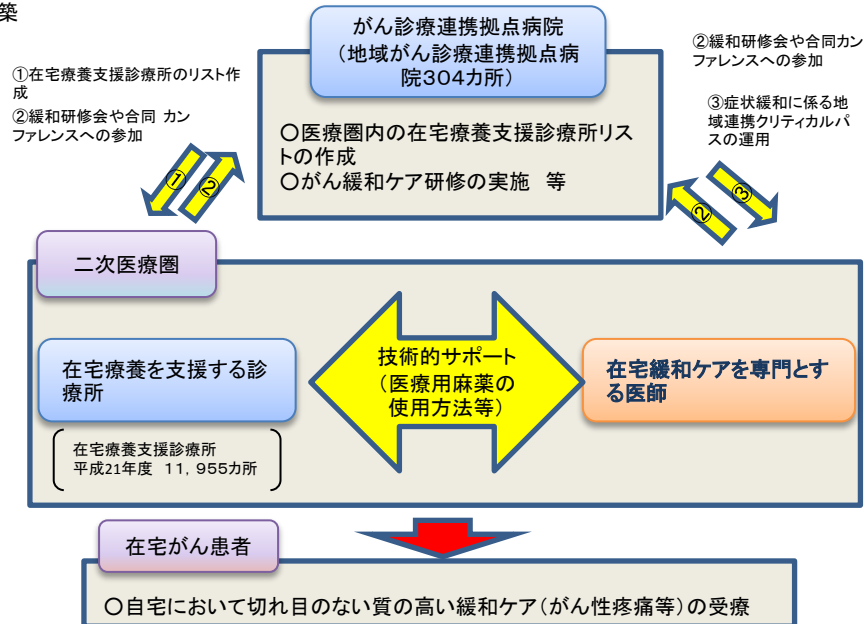 築
がん診療連携拠点病院
(地域がん診療連携拠点病
院304カ所)
①在宅療養支援診療所のリスト作
成
②緩和研修会や合同 カン
ファレンスへの参加
②緩和研修会や合同カン
ファレンスへの参加
③症状緩和に係る地
域連携クリティカルパ
スの運用
○医療圏内の在宅療養支援診療所リス
トの作成
○がん緩和ケア研修の実施 等
①
②
②
③
二次医療圏
在宅療養を支援する診
療所
技術的サポート
(医療用麻薬の
使用方法等)
在宅緩和ケアを専門とす
る医師
在宅療養支援診療所
平成21年度 11,955カ所
在宅がん患者
○自宅において切れ目のない質の高い緩和ケア(がん性疼痛等)の受療